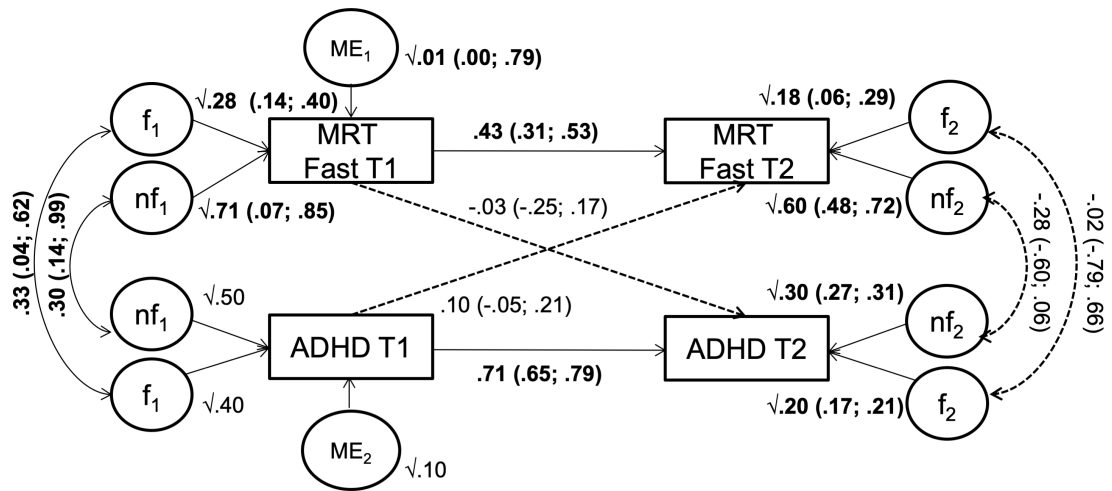 ME₁
√.01 (.00; .79)
f₁
√.28 (.14; .40)
MRT
Fast T1
.43 (.31; .53)
MRT
Fast T2
√.18 (.06; .29)
f₂
nf₁
√.71 (.07; .85)
√.60 (.48; .72)
nf₂
-.03 (-.25; .17)
.33 (.04; .62)
.30 (.14; .99)
-.28 (-.60; .06)
-.02 (-.79; .66)
nf₁
√.50
.10 (-.05; .21)
√.30 (.27; .31)
nf₂
ADHD T1
ADHD T2
.71 (.65; .79)
f₁
√.40
√.20 (.17; .21)
f₂
ME₂
√.10